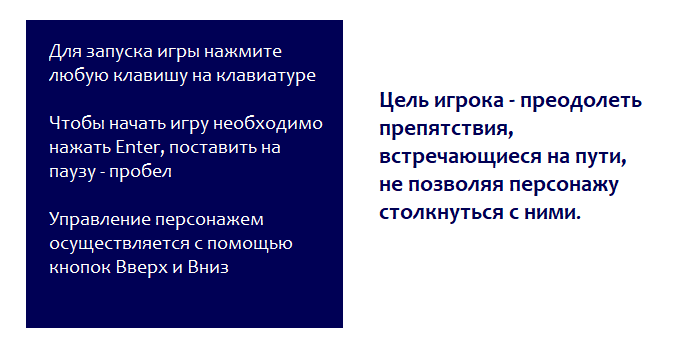 Для запуска игры нажмите
любую клавишу на клавиатуре
Чтобы начать игру необходимо
нажать Enter, поставить на
паузу - пробел
Управление персонажем
осуществляется с помощью
кнопок Вверх и Вниз
Цель игрока - преодолеть
препятствия,
встречающиеся на пути,
не позволяя персонажу
столкнуться с ними.